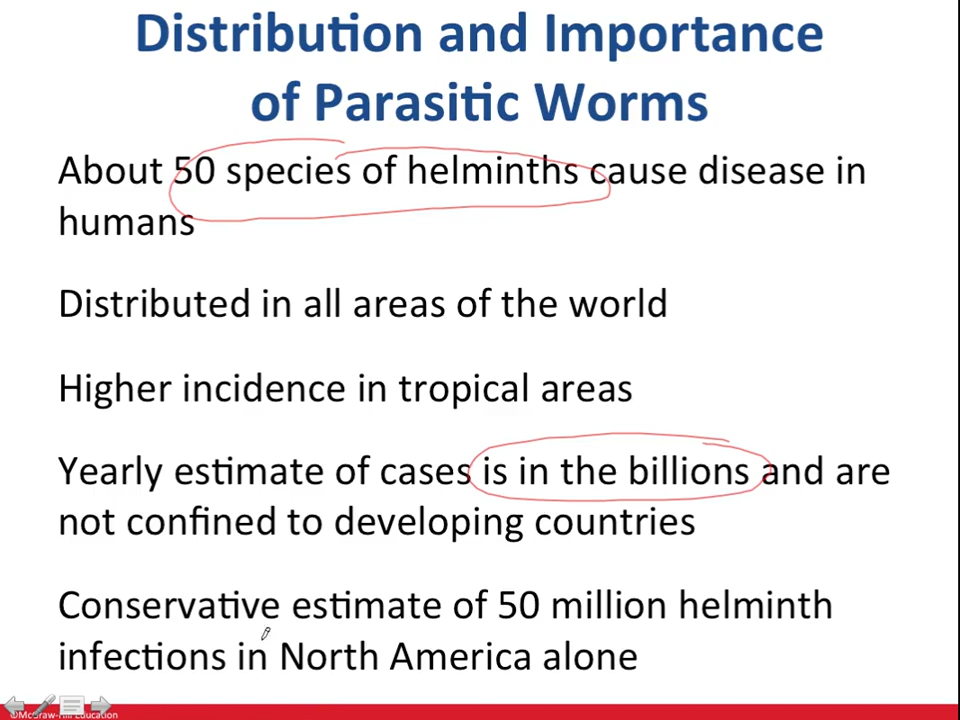 Distribution and Importance
of Parasitic Worms
About 50 species of helminths cause disease in
humans
Distributed in all areas of the world
Higher incidence in tropical areas
Yearly estimate of cases is in the billions and are
not confined to developing countries
Conservative estimate of 50 million helminth
infections in North America alone
©McGraw-Hill Education